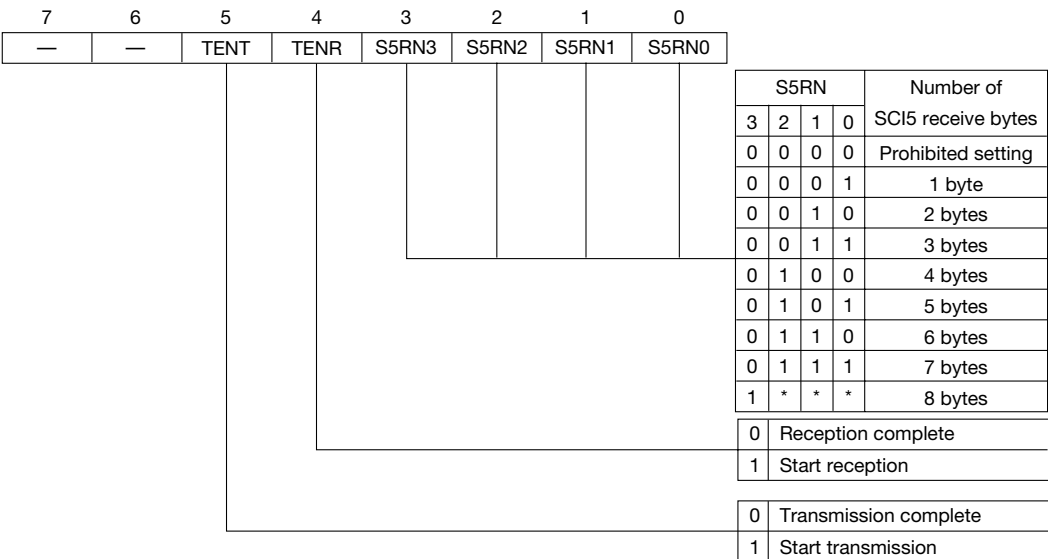 7 6 5 4 3 2 1 0
— — TENT TENR S5RN3 S5RN2 S5RN1 S5RN0
S5RN Number of
3 2 1 0 SCI5 receive bytes
0 0 0 0 Prohibited setting
0 0 0 1 1 byte
0 0 1 0 2 bytes
0 0 1 1 3 bytes
0 1 0 0 4 bytes
0 1 0 1 5 bytes
0 1 1 0 6 bytes
0 1 1 1 7 bytes
1 * * * 8 bytes
0 Reception complete
1 Start reception
0 Transmission complete
1 Start transmission